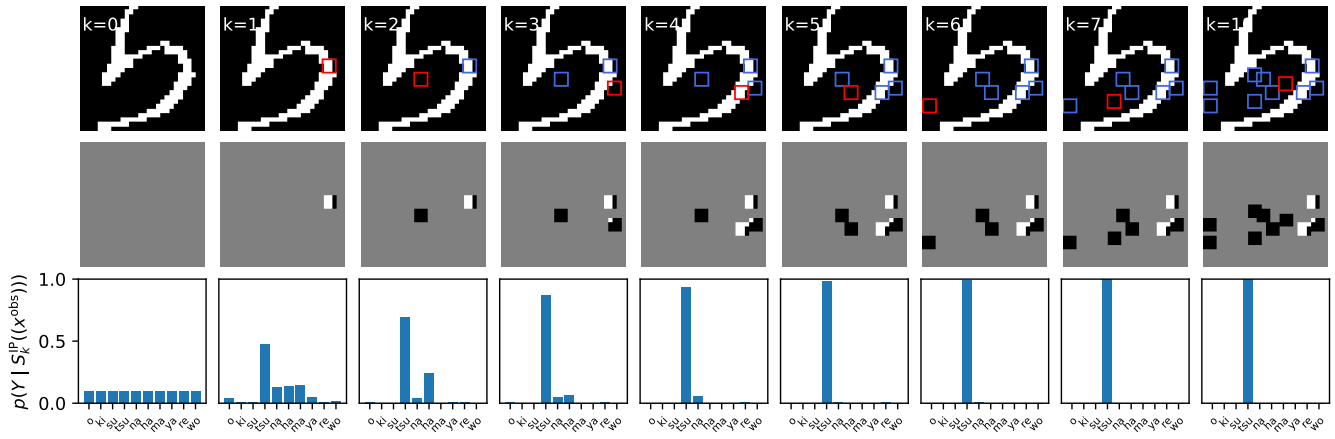 k=0 k=1 k=2 k=3 k=4 k=5 k=6 k=7 k=10
1.0
0.5
0.0
p(Y | S_k^IP((x^obs)))
o ki su tsu na ha ma ya re wo o ki su tsu na ha ma ya re wo o ki su tsu na ha ma ya re wo o ki su tsu na ha ma ya re wo o ki su tsu na ha ma ya re wo o ki su tsu na ha ma ya re wo o ki su tsu na ha ma ya re wo o ki su tsu na ha ma ya re wo o ki su tsu na ha ma ya re wo